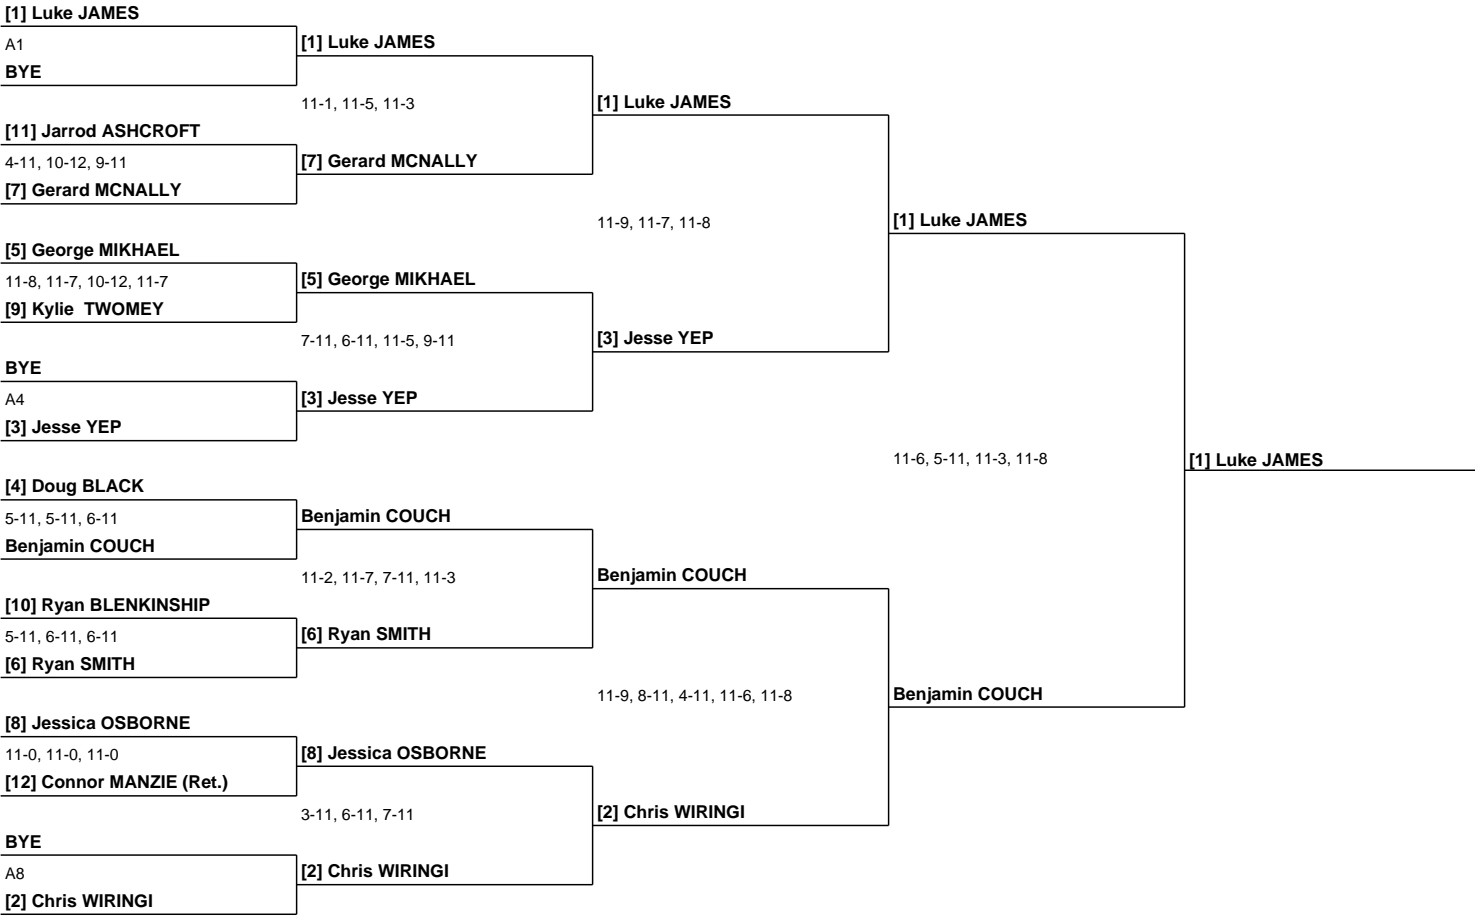 [1] Luke JAMES
A1
BYE
[11] Jarrod ASHCROFT
4-11, 10-12, 9-11
[7] Gerard MCNALLY
[5] George MIKHAEL
11-8, 11-7, 10-12, 11-7
[9] Kylie  TWOMEY
BYE
A4
[3] Jesse YEP
[4] Doug BLACK
5-11, 5-11, 6-11
Benjamin COUCH
[10] Ryan BLENKINSHIP
5-11, 6-11, 6-11
[6] Ryan SMITH
[8] Jessica OSBORNE
11-0, 11-0, 11-0
[12] Connor MANZIE (Ret.)
BYE
A8
[2] Chris WIRINGI
[1] Luke JAMES
11-1, 11-5, 11-3
[7] Gerard MCNALLY
[5] George MIKHAEL
7-11, 6-11, 11-5, 9-11
[3] Jesse YEP
Benjamin COUCH
11-2, 11-7, 7-11, 11-3
[6] Ryan SMITH
[8] Jessica OSBORNE
3-11, 6-11, 7-11
[2] Chris WIRINGI
[1] Luke JAMES
11-9, 11-7, 11-8
[3] Jesse YEP
Benjamin COUCH
11-9, 8-11, 4-11, 11-6, 11-8
[2] Chris WIRINGI
[1] Luke JAMES
11-6, 5-11, 11-3, 11-8
Benjamin COUCH
[1] Luke JAMES